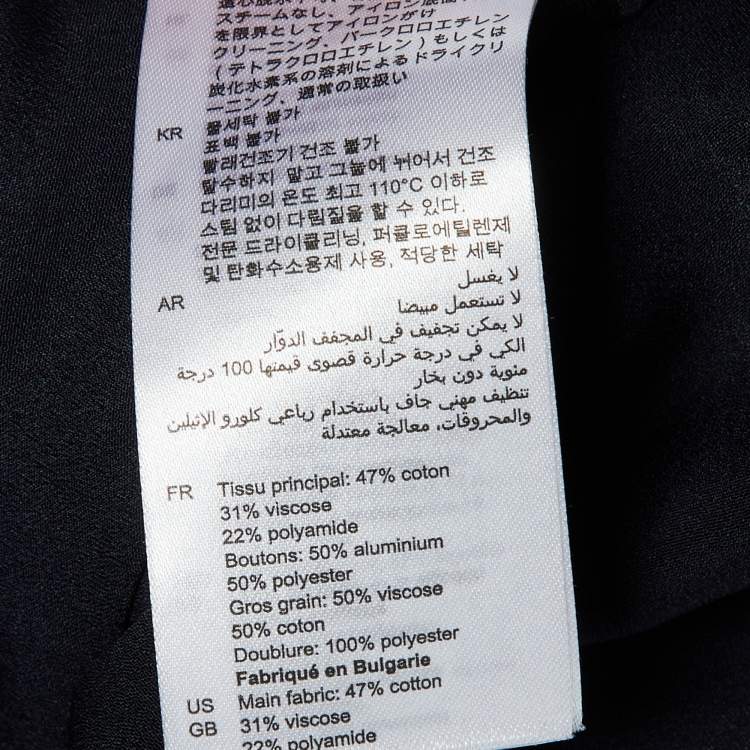 スチームなし、アイロン底面
を限界としてアイロンがけ
クリーニング、パークロロエチレン
(テトラクロロエチレン)もしくは
炭化水素系の溶剤によるドライクリ
ーニング、通常の取扱い
KR 물세탁 불가
표백 불가
빨래건조기 건조 불가
탈수하지 말고 그늘에 뉘어서 건조
다리미의 온도 최고 110°C 이하로
스팀 없이 다림질을 할 수 있다.
전문 드라이클리닝, 퍼클로에틸렌제
및 탄화수소용제 사용, 적당한 세탁
AR لا يغسل
لا تستعمل مبيضا
لا يمكن تجفيف في المجفف الدوّار
الكي في درجة حرارة قصوى قيمتها 100 درجة
مئوية دون بخار
تنظيف مهني جاف باستخدام رباعي كلورو الإثيلين
والمحروقات، معالجة معتدلة
FR Tissu principal: 47% coton
31% viscose
22% polyamide
Boutons: 50% aluminium
50% polyester
Gros grain: 50% viscose
50% coton
Doublure: 100% polyester
Fabriqué en Bulgarie
US Main fabric: 47% cotton
GB 31% viscose
22% polyamide